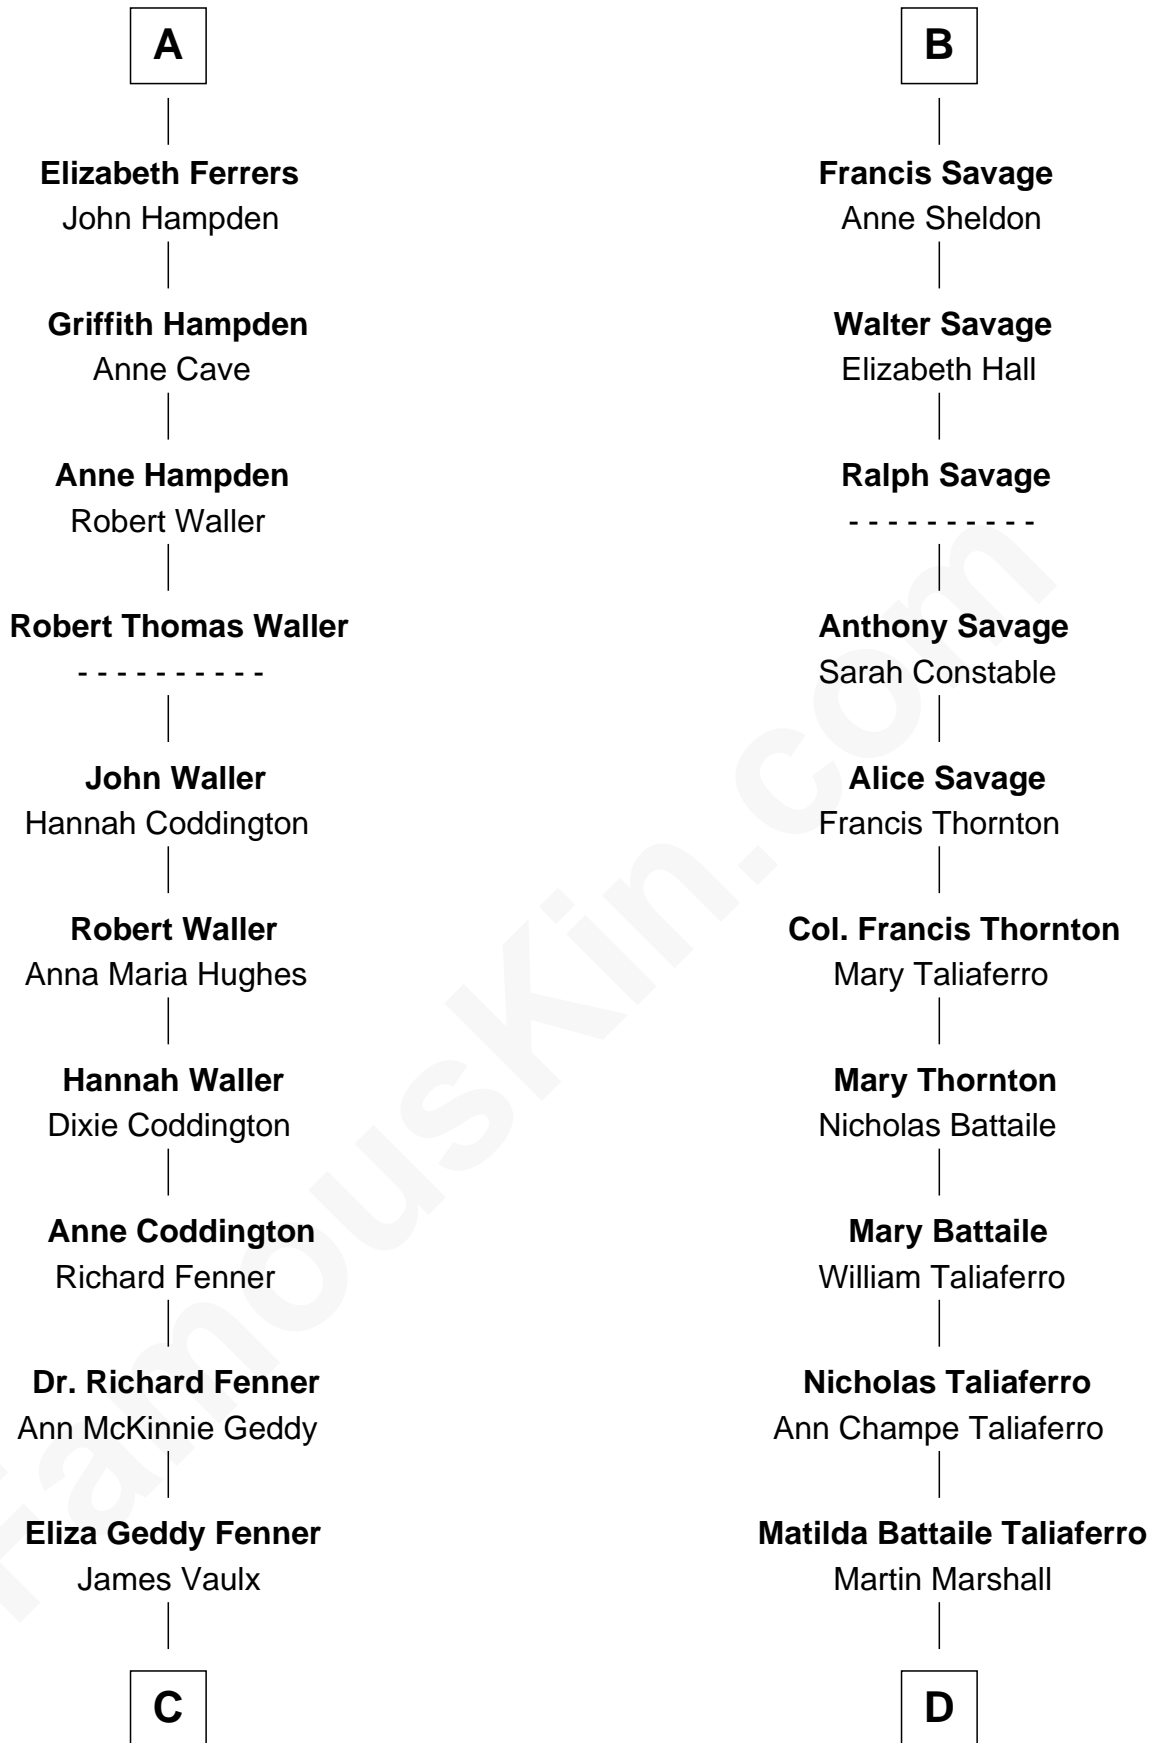 A
Elizabeth Ferrers
John Hampden
Griffith Hampden
Anne Cave
Anne Hampden
Robert Waller
Robert Thomas Waller
- - - - - - - - - -
John Waller
Hannah Coddington
Robert Waller
Anna Maria Hughes
Hannah Waller
Dixie Coddington
Anne Coddington
Richard Fenner
Dr. Richard Fenner
Ann McKinnie Geddy
Eliza Geddy Fenner
James Vaulx
C
B
Francis Savage
Anne Sheldon
Walter Savage
Elizabeth Hall
Ralph Savage
- - - - - - - - - -
Anthony Savage
Sarah Constable
Alice Savage
Francis Thornton
Col. Francis Thornton
Mary Taliaferro
Mary Thornton
Nicholas Battaile
Mary Battaile
William Taliaferro
Nicholas Taliaferro
Ann Champe Taliaferro
Matilda Battaile Taliaferro
Martin Marshall
D
FamousKin.com